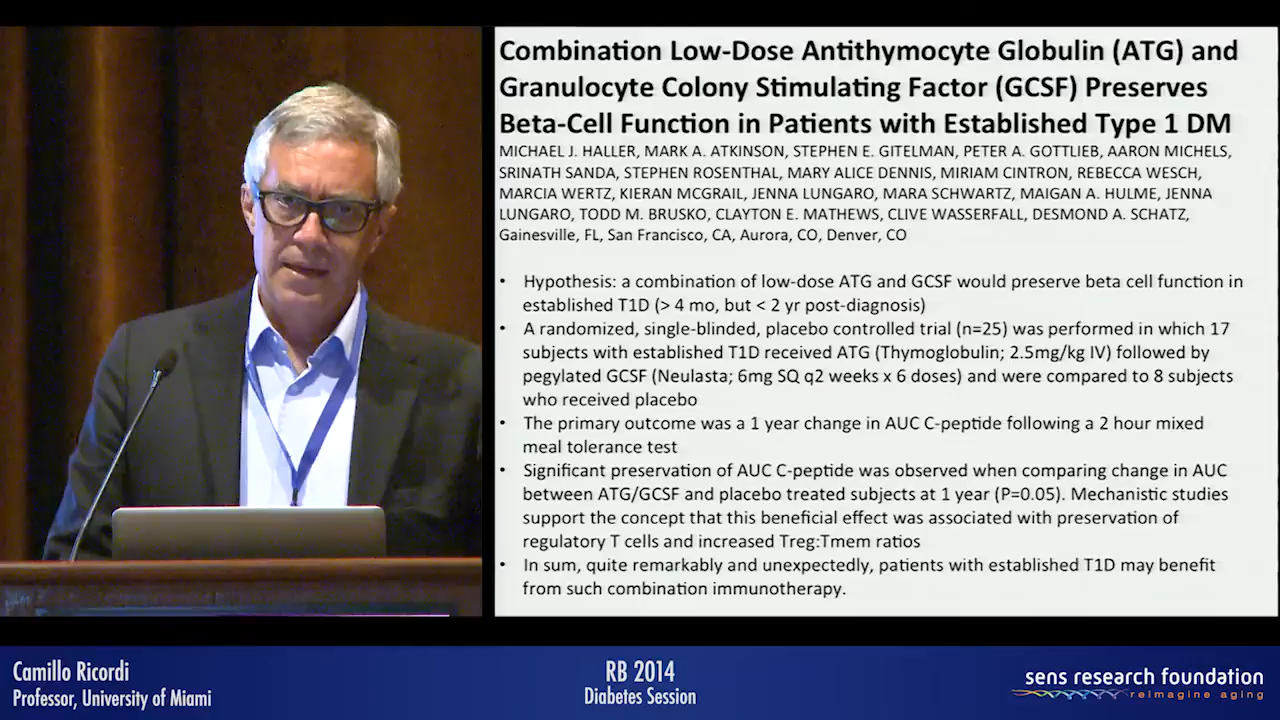 Combination Low-Dose Antithymocyte Globulin (ATG) and
Granulocyte Colony Stimulating Factor (GCSF) Preserves
Beta-Cell Function in Patients with Established Type 1 DM
MICHAEL J. HALLER, MARK A. ATKINSON, STEPHEN E. GITELMAN, PETER A. GOTTLIEB, AARON MICHELS,
SRINATH SANDA, STEPHEN ROSENTHAL, MARY ALICE DENNIS, MIRIAM CINTRON, REBECCA WESCH,
MARCIA WERTZ, KIERAN MCGRAIL, JENNA LUNGARO, MARA SCHWARTZ, MAIGAN A. HULME, JENNA
LUNGARO, TODD M. BRUSKO, CLAYTON E. MATHEWS, CLIVE WASSERFALL, DESMOND A. SCHATZ,
Gainesville, FL, San Francisco, CA, Aurora, CO, Denver, CO
• Hypothesis: a combination of low-dose ATG and GCSF would preserve beta cell function in
established T1D (> 4 mo, but < 2 yr post-diagnosis)
• A randomized, single-blinded, placebo controlled trial (n=25) was performed in which 17
subjects with established T1D received ATG (Thymoglobulin; 2.5mg/kg IV) followed by
pegylated GCSF (Neulasta; 6mg SQ q2 weeks x 6 doses) and were compared to 8 subjects
who received placebo
• The primary outcome was a 1 year change in AUC C-peptide following a 2 hour mixed
meal tolerance test
• Significant preservation of AUC C-peptide was observed when comparing change in AUC
between ATG/GCSF and placebo treated subjects at 1 year (P=0.05). Mechanistic studies
support the concept that this beneficial effect was associated with preservation of
regulatory T cells and increased Treg:Tmem ratios
• In sum, quite remarkably and unexpectedly, patients with established T1D may benefit
from such combination immunotherapy.
Camillo Ricordi
Professor, University of Miami
RB 2014
Diabetes Session
sens research foundation
reimagine aging